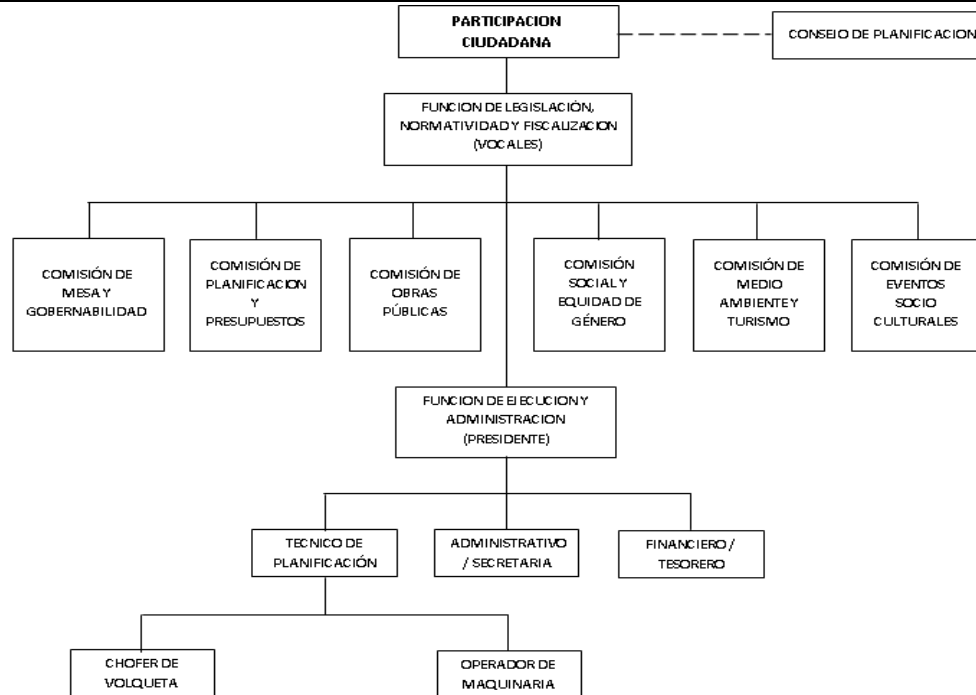 PARTICIPACION
CIUDADANA
CONSEJO DE PLANIFICACION
FUNCION DE LEGISLACIÓN,
NORMATIVIDAD Y FISCALIZACION
(VOCALES)
COMISIÓN DE
MESA Y
GOBERNABILIDAD
COMISIÓN DE
PLANIFICACION
Y
PRESUPUESTOS
COMISIÓN DE
OBRAS
PÚBLICAS
COMISIÓN
SOCIAL Y
EQUIDAD DE
GÉNERO
COMISIÓN DE
MEDIO
AMBIENTE Y
TURISMO
COMISIÓN DE
EVENTOS
SOCIO
CULTURALES
FUNCION DE EJECUCION Y
ADMINISTRACION
(PRESIDENTE)
TECNICO DE
PLANIFICACIÓN
ADMINISTRATIVO
/ SECRETARIA
FINANCIERO /
TESORERO
CHOFER DE
VOLQUETA
OPERADOR DE
MAQUINARIA